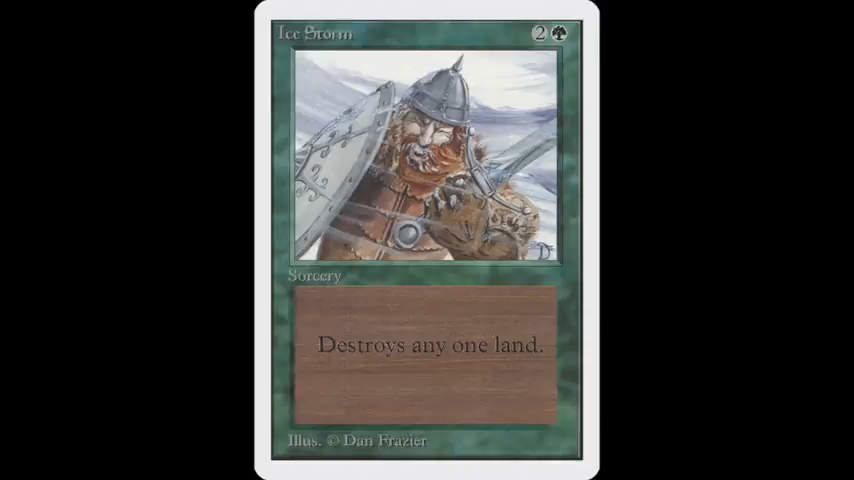 Ice Storm 2
Sorcery
Destroys any one land.
Illus. © Dan Frazier